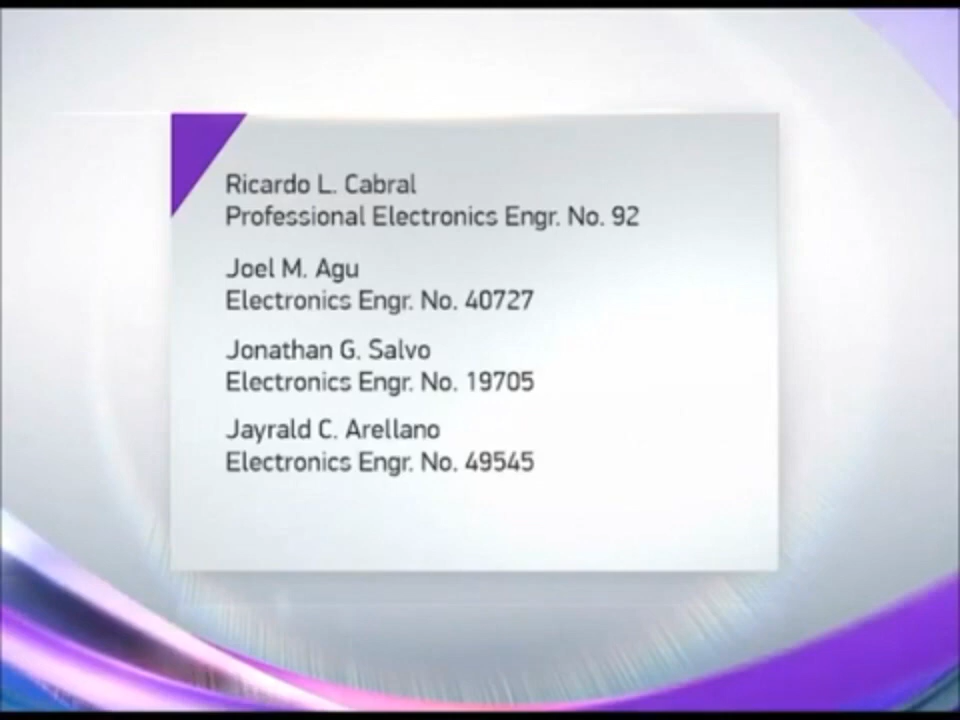 Ricardo L. Cabral
Professional Electronics Engr. No. 92
Joel M. Agu
Electronics Engr. No. 40727
Jonathan G. Salvo
Electronics Engr. No. 19705
Jayrald C. Arellano
Electronics Engr. No. 49545